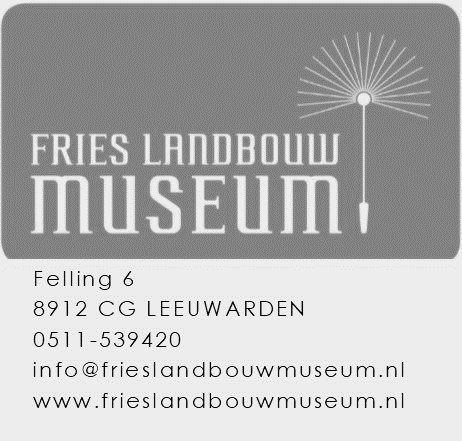 FRIES LANDBOUW
MUSEUM
Felling 6
8912 CG LEEUWARDEN
0511-539420
info@frieslandbouwmuseum.nl
www.frieslandbouwmuseum.nl